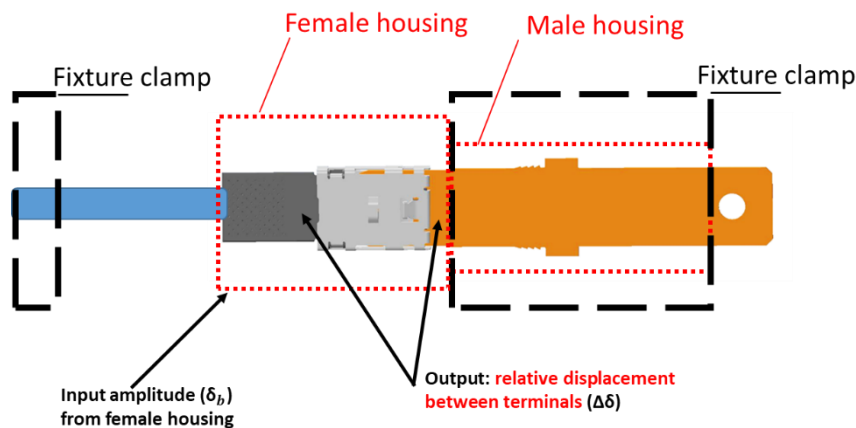 Female housing
Male housing
Fixture clamp
Fixture clamp
Input amplitude (δ_b)
from female housing
Output: relative displacement
between terminals (Δδ)